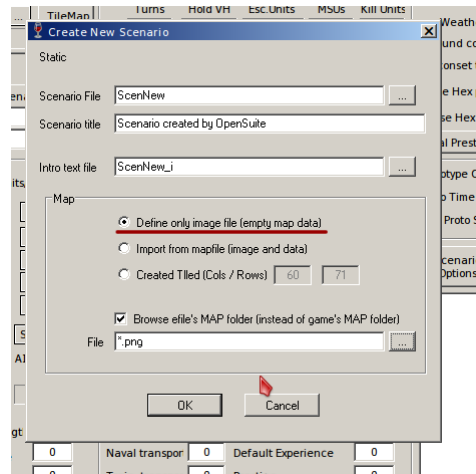 ... TileMap Turns Hold VH Esc.Units MSUs Kill Units
Create New Scenario
Static
Scenario File ScenNew ...
Scenario title Scenario created by OpenSuite
Intro text file ScenNew_i ...
Map
Define only image file (empty map data)
Import from mapfile (image and data)
Created TIled (Cols / Rows) 60 71
Browse efile's MAP folder (instead of game's MAP folder)
File *.png ...
OK Cancel
0 Naval transpor 0 Default Experience 0